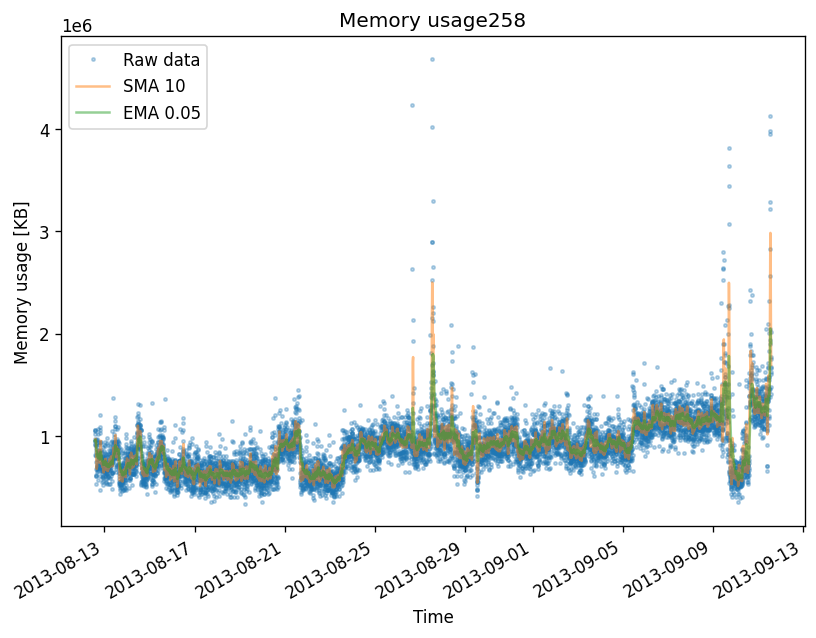 Memory usage258
1e6
Raw data
SMA 10
EMA 0.05
4
3
2
1
Memory usage [KB]
2013-08-13
2013-08-17
2013-08-21
2013-08-25
2013-08-29
2013-09-01
2013-09-05
2013-09-09
2013-09-13
Time